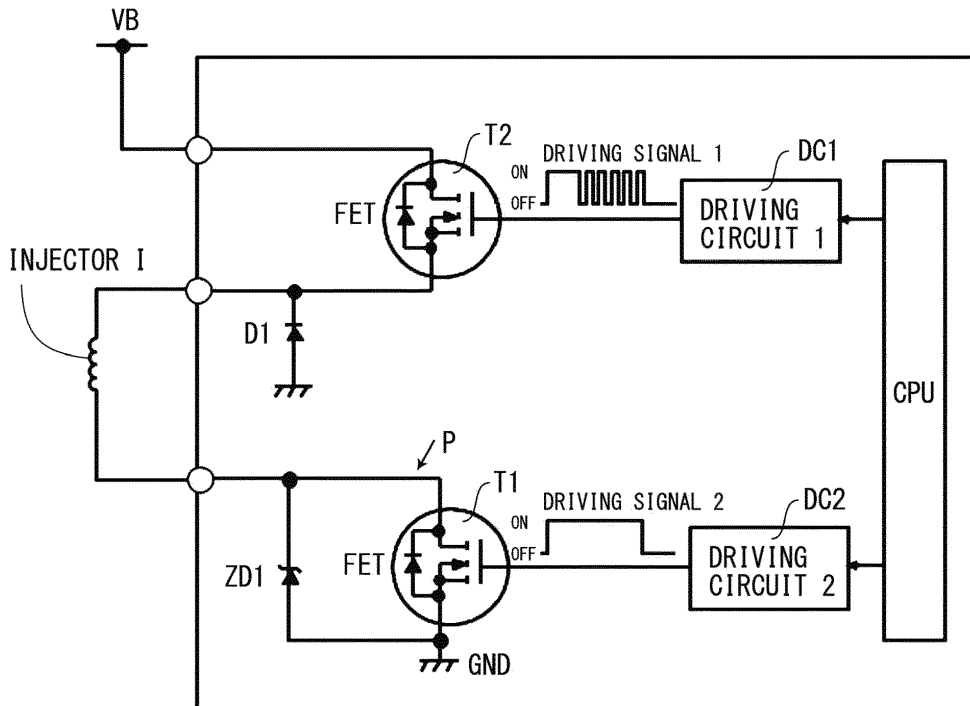 VB
T2
DRIVING SIGNAL 1
DC1
ON
OFF
FET
DRIVING
CIRCUIT 1
INJECTOR I
D1
CPU
P
T1
DRIVING SIGNAL 2
DC2
ON
OFF
FET
DRIVING
CIRCUIT 2
ZD1
GND